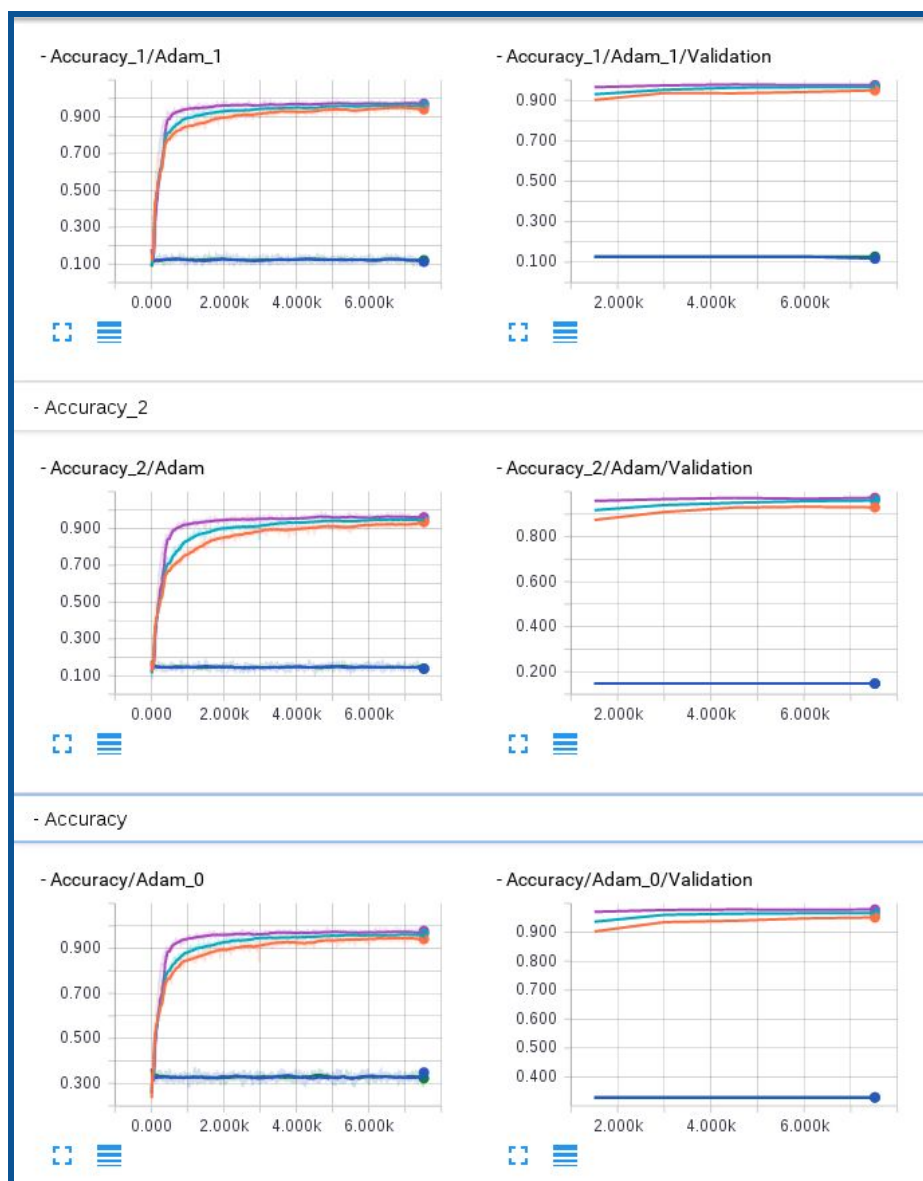 - Accuracy_1/Adam_1
0.900
0.700
0.500
0.300
0.100
0.000 2.000k 4.000k 6.000k
- Accuracy_1/Adam_1/Validation
0.900
0.700
0.500
0.300
0.100
2.000k 4.000k 6.000k
- Accuracy_2
- Accuracy_2/Adam
0.900
0.700
0.500
0.300
0.100
0.000 2.000k 4.000k 6.000k
- Accuracy_2/Adam/Validation
0.800
0.600
0.400
0.200
2.000k 4.000k 6.000k
- Accuracy
- Accuracy/Adam_0
0.900
0.700
0.500
0.300
0.000 2.000k 4.000k 6.000k
- Accuracy/Adam_0/Validation
0.900
0.800
0.700
0.600
0.500
0.400
2.000k 4.000k 6.000k